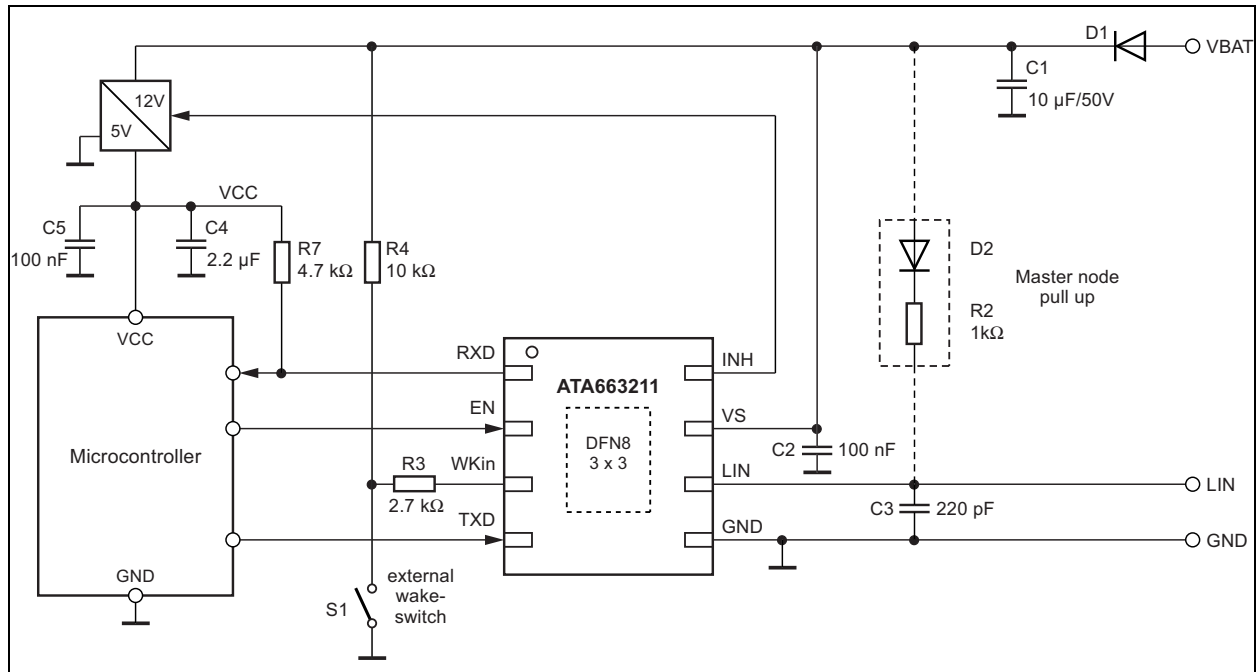 D1
VBAT
C1
10 µF/50V
12V
5V
VCC
C5
100 nF
C4
2.2 µF
R7
4.7 kΩ
R4
10 kΩ
D2
Master node
pull up
R2
1kΩ
VCC
RXD
ATA663211
INH
EN
VS
DFN8
3 x 3
C2
100 nF
Microcontroller
R3
2.7 kΩ
WKin
LIN
LIN
C3
220 pF
TXD
GND
GND
GND
S1
external
wake-
switch